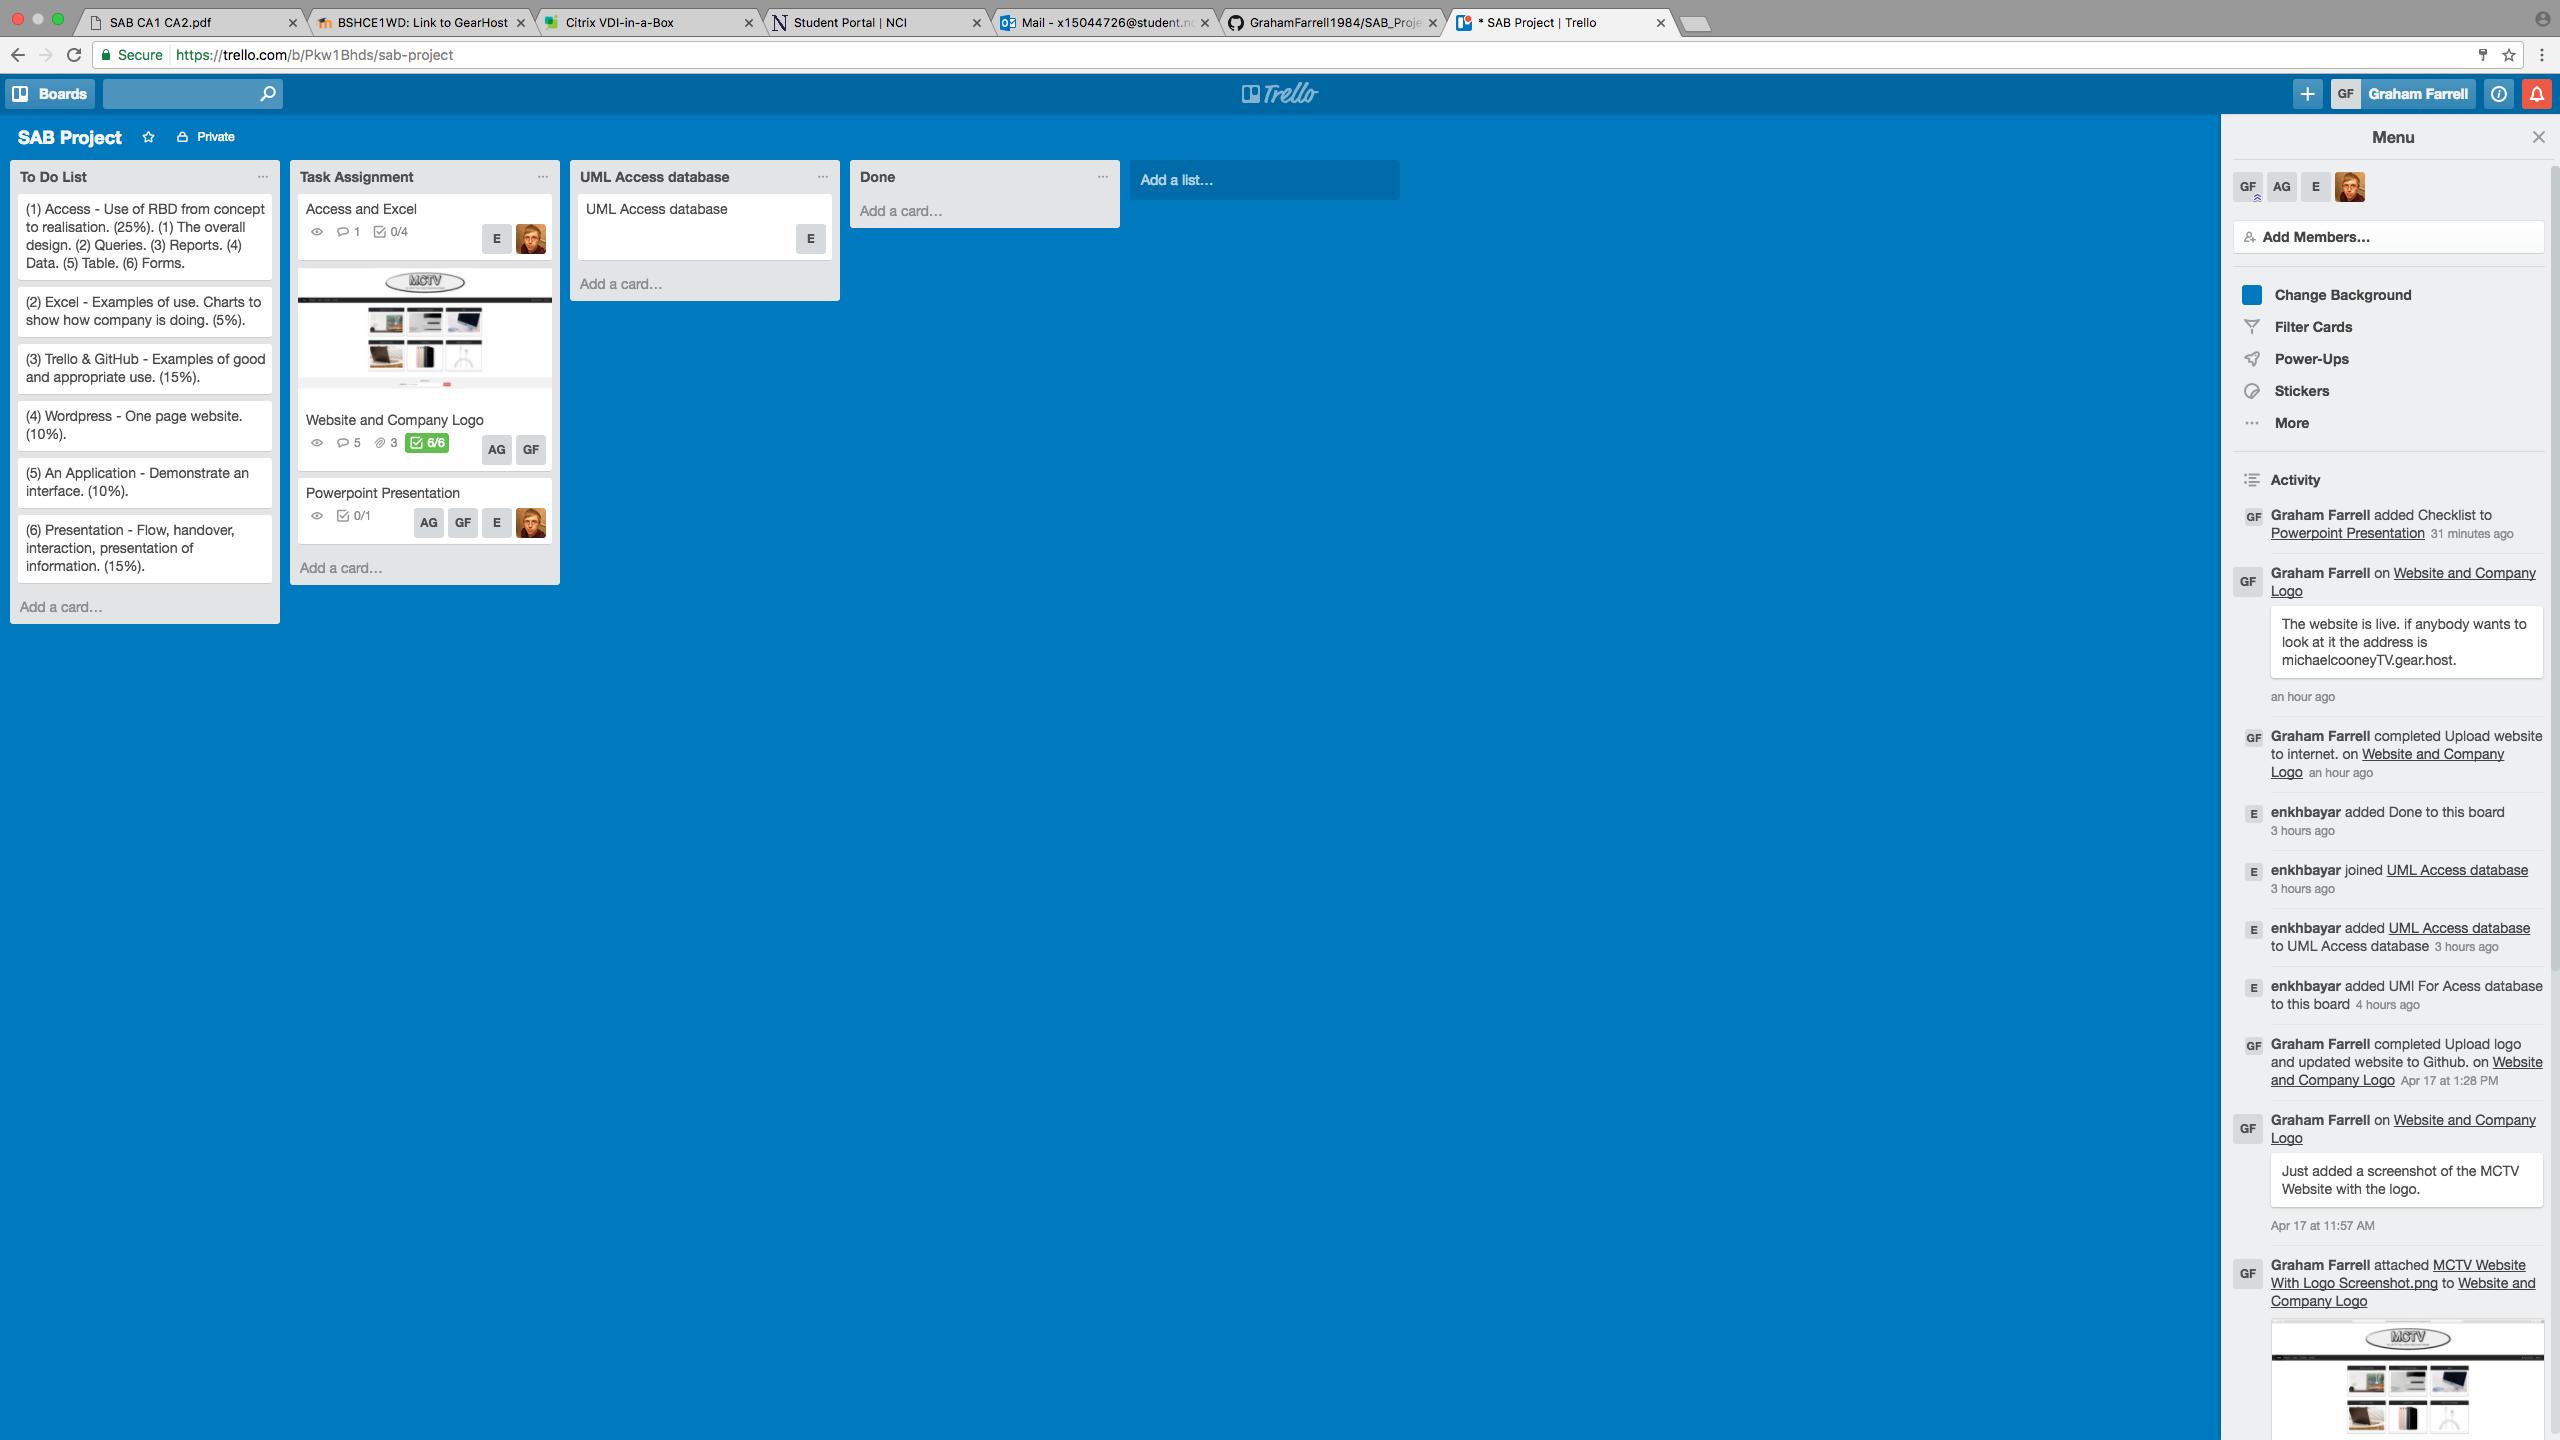 SAB CA1 CA2.pdf
BSHCE1WD: Link to GearHost
Citrix VDI-in-a-Box
Student Portal | NCI
Mail - x15044726@student.nc
GrahamFarrell1984/SAB_Proje
* SAB Project | Trello
Secure
https://trello.com/b/Pkw1Bhds/sab-project
Boards
Trello
GF Graham Farrell
SAB Project
Private
To Do List
(1) Access - Use of RBD from concept
to realisation. (25%). (1) The overall
design. (2) Queries. (3) Reports. (4)
Data. (5) Table. (6) Forms.
(2) Excel - Examples of use. Charts to
show how company is doing. (5%).
(3) Trello & GitHub - Examples of good
and appropriate use. (15%).
(4) Wordpress - One page website.
(10%).
(5) An Application - Demonstrate an
interface. (10%).
(6) Presentation - Flow, handover,
interaction, presentation of
information. (15%).
Add a card...
Task Assignment
Access and Excel
1 0/4
E
MCTV
Website and Company Logo
5 3 6/6
AG GF
Powerpoint Presentation
0/1
AG GF E
Add a card...
UML Access database
UML Access database
E
Add a card...
Done
Add a card...
Add a list...
Menu
GF AG E
Add Members...
Change Background
Filter Cards
Power-Ups
Stickers
More
Activity
GF Graham Farrell added Checklist to
Powerpoint Presentation 31 minutes ago
GF Graham Farrell on Website and Company
Logo
The website is live. if anybody wants to
look at it the address is
michaelcooneyTV.gear.host.
an hour ago
GF Graham Farrell completed Upload website
to internet. on Website and Company
Logo an hour ago
E enkhbayar added Done to this board
3 hours ago
E enkhbayar joined UML Access database
3 hours ago
E enkhbayar added UML Access database
to UML Access database 3 hours ago
E enkhbayar added UMl For Acess database
to this board 4 hours ago
GF Graham Farrell completed Upload logo
and updated website to Github. on Website
and Company Logo Apr 17 at 1:28 PM
GF Graham Farrell on Website and Company
Logo
Just added a screenshot of the MCTV
Website with the logo.
Apr 17 at 11:57 AM
GF Graham Farrell attached MCTV Website
With Logo Screenshot.png to Website and
Company Logo
MCTV